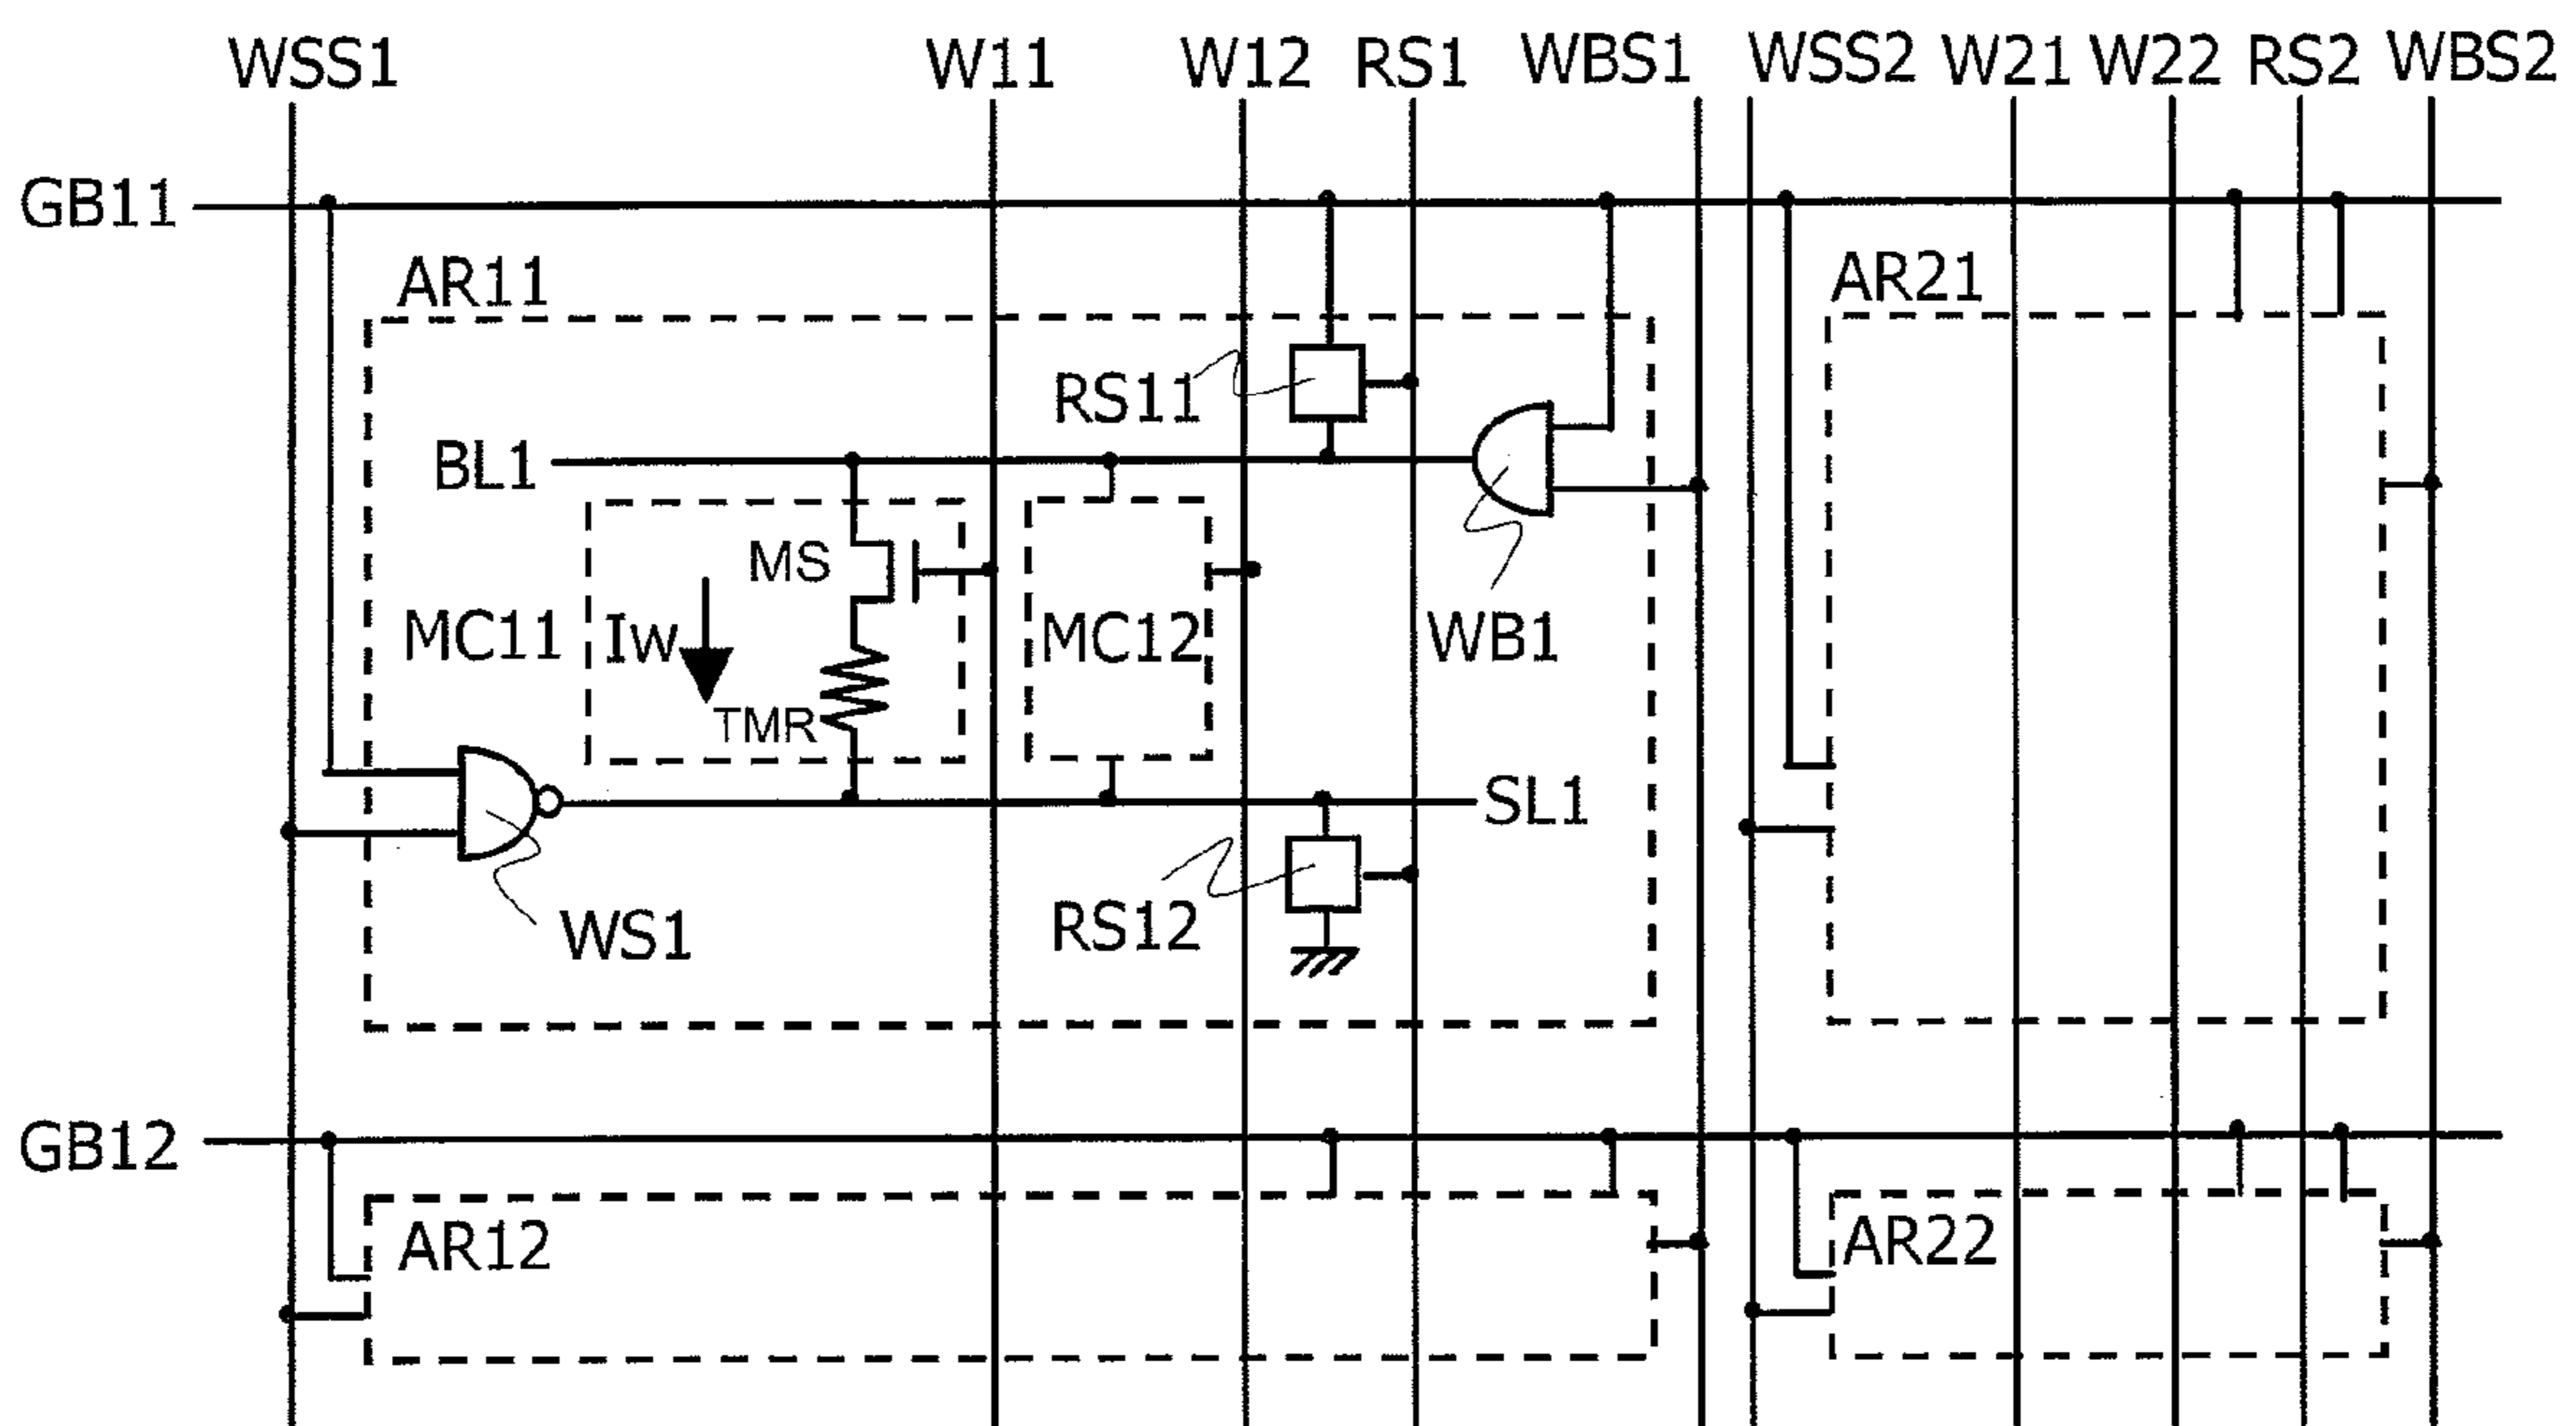 WSS1 W11 W12 RS1 WBS1 WSS2 W21 W22 RS2 WBS2
GB11
AR11 AR21
RS11
BL1
MS
MC11 Iw MC12 WB1
TMR
SL1
WS1 RS12
GB12
AR12 AR22